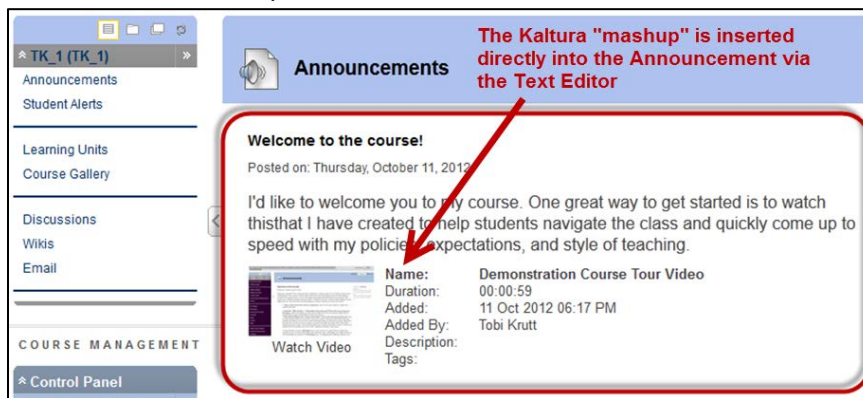 TK_1 (TK_1)
Announcements
Student Alerts
Learning Units
Course Gallery
Discussions
Wikis
Email
COURSE MANAGEMENT
Control Panel
Announcements
The Kaltura "mashup" is inserted
directly into the Announcement via
the Text Editor
Welcome to the course!
Posted on: Thursday, October 11, 2012
I'd like to welcome you to my course. One great way to get started is to watch
thisthat I have created to help students navigate the class and quickly come up to
speed with my policies, expectations, and style of teaching.
Watch Video
Name: Demonstration Course Tour Video
Duration: 00:00:59
Added: 11 Oct 2012 06:17 PM
Added By: Tobi Krutt
Description:
Tags: